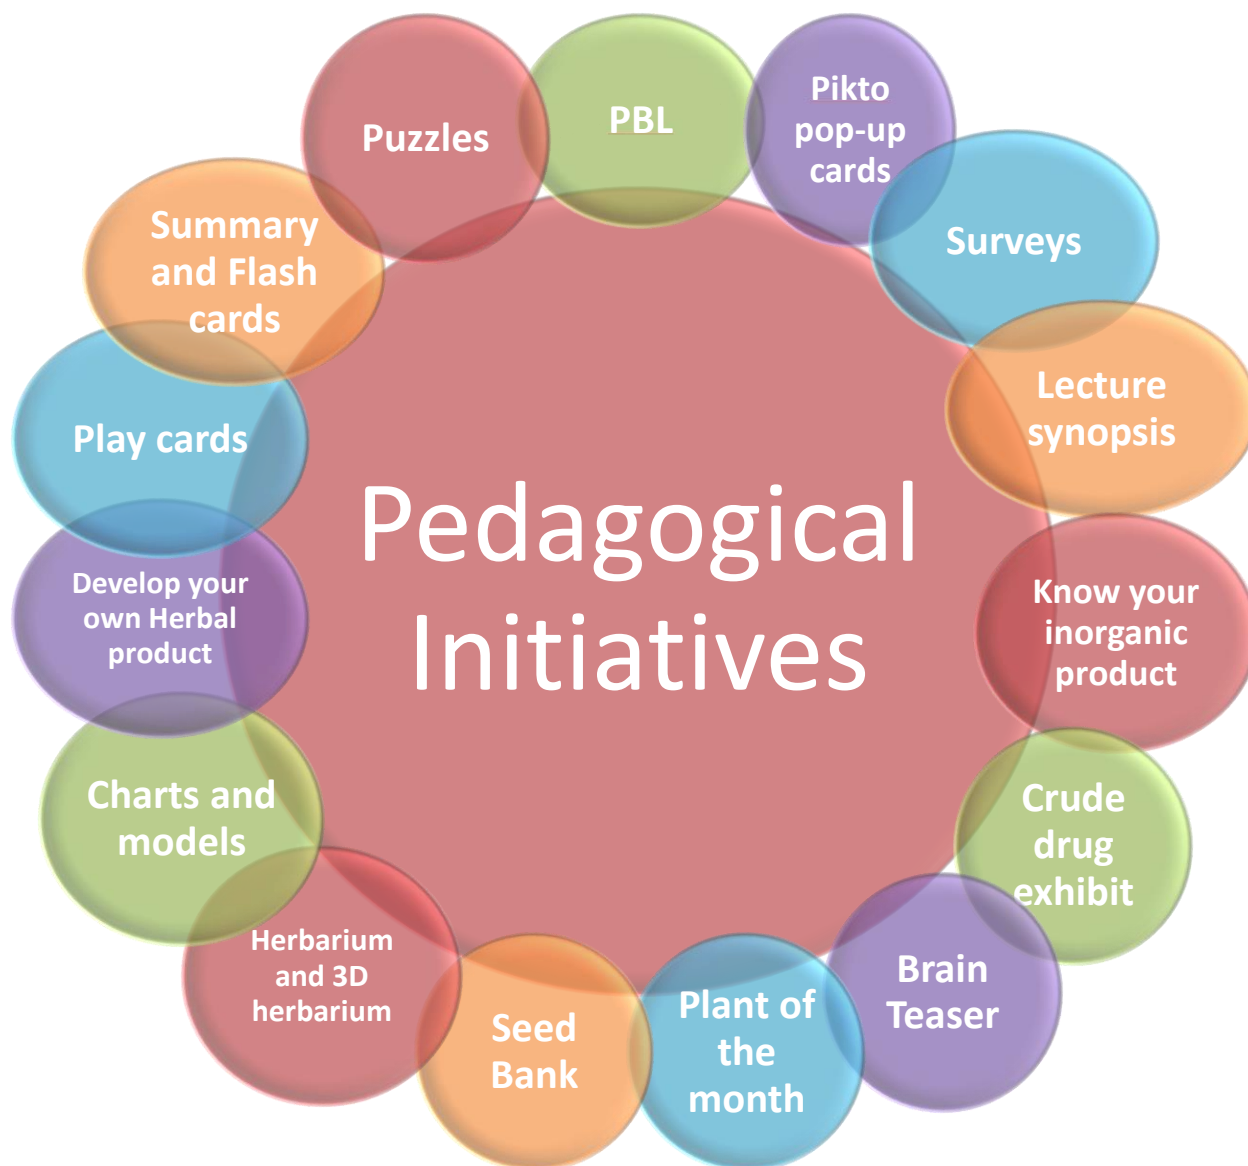 Puzzles
PBL
Pikto
pop-up
cards
Surveys
Lecture
synopsis
Know your
inorganic
product
Crude
drug
exhibit
Brain
Teaser
Plant of
the
month
Seed
Bank
Herbarium
and 3D
herbarium
Charts and
models
Develop your
own Herbal
product
Play cards
Summary
and Flash
cards
Pedagogical
Initiatives